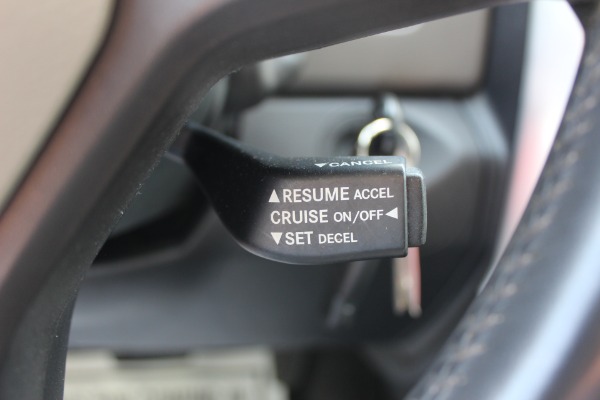 ▼CANCEL
▲RESUME ACCEL
CRUISE ON/OFF◄
▼SET DECEL